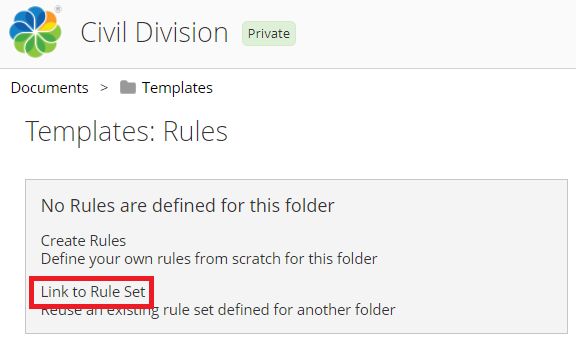 Civil Division Private
Documents > Templates
Templates: Rules
No Rules are defined for this folder
Create Rules
Define your own rules from scratch for this folder
Link to Rule Set
Reuse an existing rule set defined for another folder